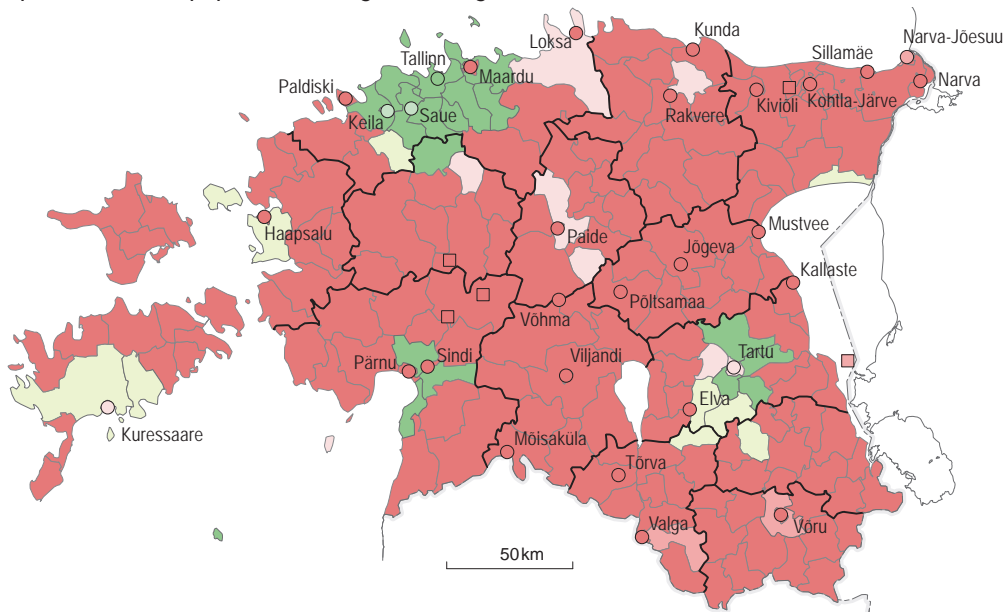 Loksa
Kunda
Narva-Jõesuu
Sillamäe
Tallinn
Maardu
Narva
Paldiski
Kiviõli
Kohtla-Järve
Rakvere
Keila
Saue
Haapsalu
Paide
Mustvee
Jõgeva
Kallaste
Põltsamaa
Võhma
Tartu
Pärnu
Sindi
Viljandi
Elva
Kuressaare
Mõisaküla
Tõrva
Valga
Võru
50 km